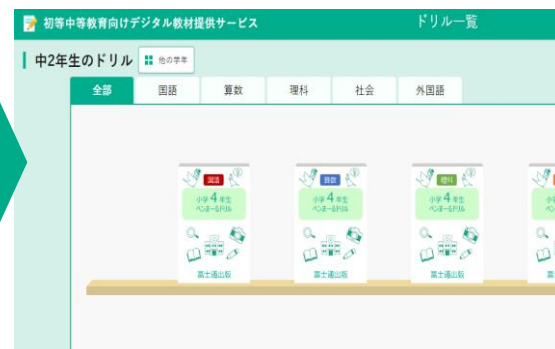 初等中等教育向けデジタル教材提供サービス
ドリル一覧
中2年生のドリル
他の学年
全部 国語 算数 理科 社会 外国語
国語
小学4年生
ぺんまーるドリル
富士通出版
算数
小学4年生
ぺんまーるドリル
富士通出版
理科
小学4年生
ぺんまーるドリル
富士通出版